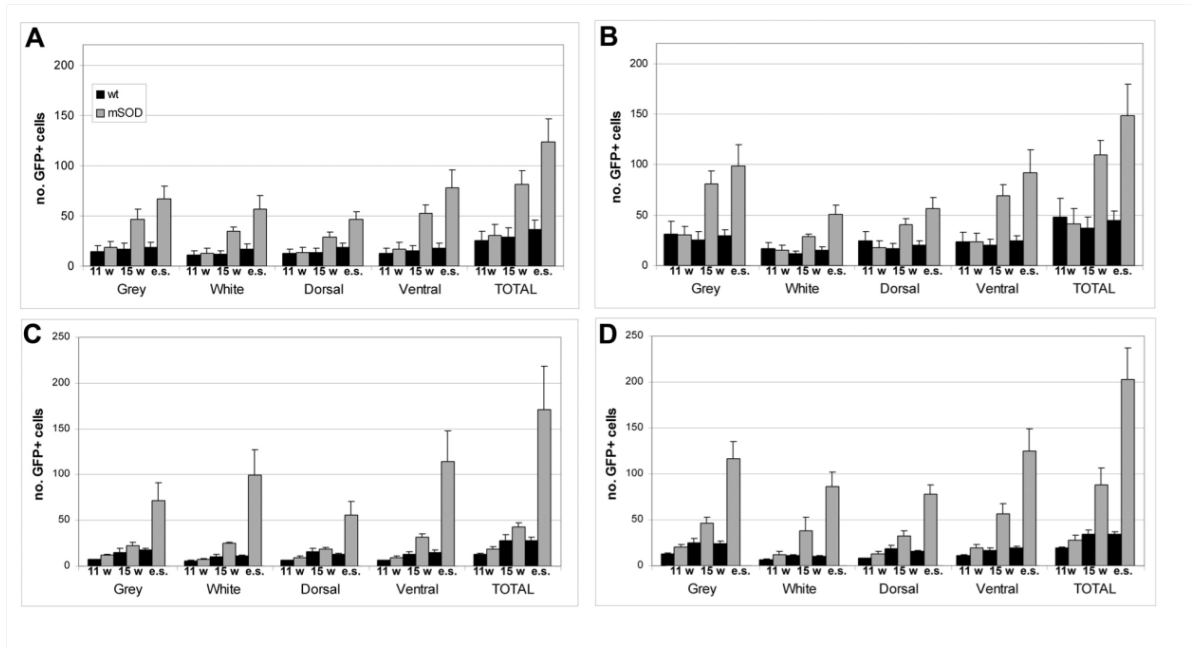 A
no. GFP+ cells
200
150
100
50
0
wt
mSOD
11 w 15 w e.s. 11 w 15 w e.s. 11 w 15 w e.s. 11 w 15 w e.s. 11w 15 w e.s.
Grey White Dorsal Ventral TOTAL
B
no. GFP+ cells
200
150
100
50
0
11 w 15 w e.s. 11 w 15 w e.s. 11 w 15 w e.s. 11 w 15 w e.s. 11 w 15 w e.s.
Grey White Dorsal Ventral TOTAL
C
no. GFP+ cells
250
200
150
100
50
0
11 w 15 w e.s. 11 w 15 w e.s. 11 w 15 w e.s. 11 w 15 w e.s. 11w 15 w e.s.
Grey White Dorsal Ventral TOTAL
D
no. GFP+ cells
250
200
150
100
50
0
11 w 15 w e.s. 11 w 15 w e.s. 11 w 15 w e.s. 11 w 15 w e.s. 11 w 15 w e.s.
Grey White Dorsal Ventral TOTAL